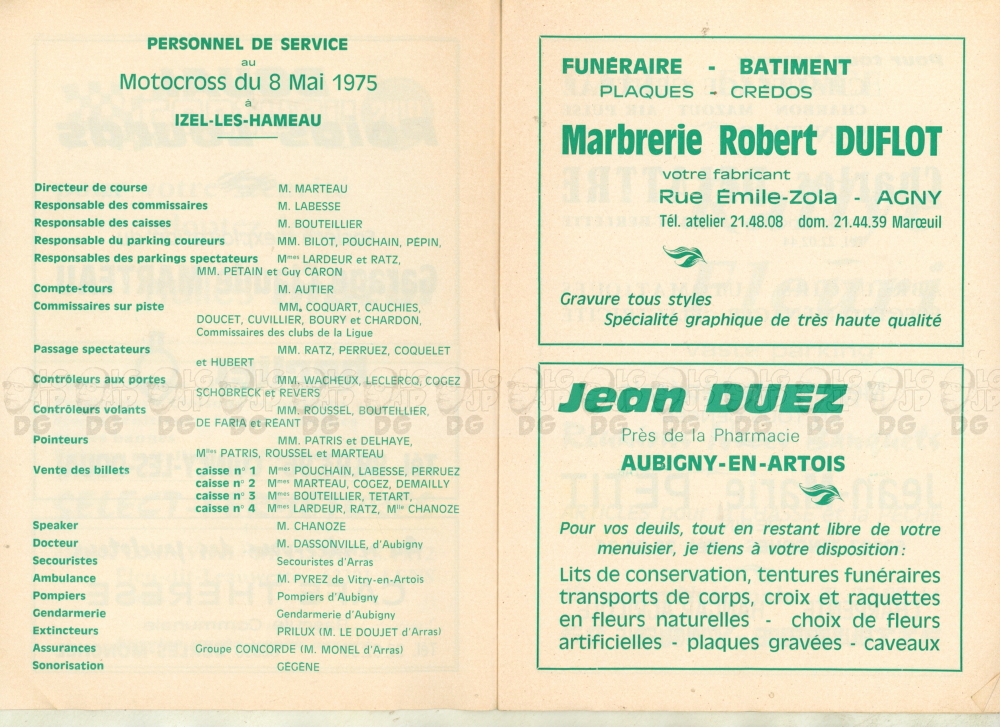 PERSONNEL DE SERVICE
au
Motocross du 8 Mai 1975
à
IZEL-LES-HAMEAU
Directeur de course M. MARTEAU
Responsable des commissaires M. LABESSE
Responsable des caisses M. BOUTEILLIER
Responsable du parking coureurs MM. BILOT, POUCHAIN, PEPIN,
Responsables des parkings spectateurs Mmes LARDEUR et RATZ,
MM. PETAIN et Guy CARON
Compte-tours M. AUTIER
Commissaires sur piste MM. COQUART, CAUCHIES,
DOUCET, CUVILLIER, BOURY et CHARDON,
Commissaires des clubs de la Ligue
Passage spectateurs MM. RATZ, PERRUEZ, COQUELET
et HUBERT
Contrôleurs aux portes MM. WACHEUX, LECLERCQ, COGEZ
SCHOBRECK et REVERS
Contrôleurs volants MM. ROUSSEL, BOUTEILLIER,
DE FARIA et REANT
Pointeurs MM. PATRIS et DELHAYE,
Mlles PATRIS, ROUSSEL et MARTEAU
Vente des billets caisse n° 1 Mmes POUCHAIN, LABESSE, PERRUEZ
caisse n° 2 Mmes MARTEAU, COGEZ, DEMAILLY
caisse n° 3 Mmes BOUTEILLIER, TETART,
caisse n° 4 Mmes LARDEUR, RATZ, Mlle CHANOZE
Speaker M. CHANOZE
Docteur M. DASSONVILLE, d'Aubigny
Secouristes Secouristes d'Arras
Ambulance M. PYREZ de Vitry-en-Artois
Pompiers Pompiers d'Aubigny
Gendarmerie Gendarmerie d'Aubigny
Extincteurs PRILUX (M. LE DOUJET d'Arras)
Assurances Groupe CONCORDE (M. MONEL d'Arras)
Sonorisation GÉGÈNE
FUNÉRAIRE - BATIMENT
PLAQUES - CRÉDOS
Marbrerie Robert DUFLOT
votre fabricant
Rue Émile-Zola - AGNY
Tél. atelier 21.48.08 dom. 21.44.39 Marœuil
Gravure tous styles
Spécialité graphique de très haute qualité
Jean DUEZ
Près de la Pharmacie
AUBIGNY-EN-ARTOIS
Pour vos deuils, tout en restant libre de votre
menuisier, je tiens à votre disposition :
Lits de conservation, tentures funéraires
transports de corps, croix et raquettes
en fleurs naturelles - choix de fleurs
artificielles - plaques gravées - caveaux